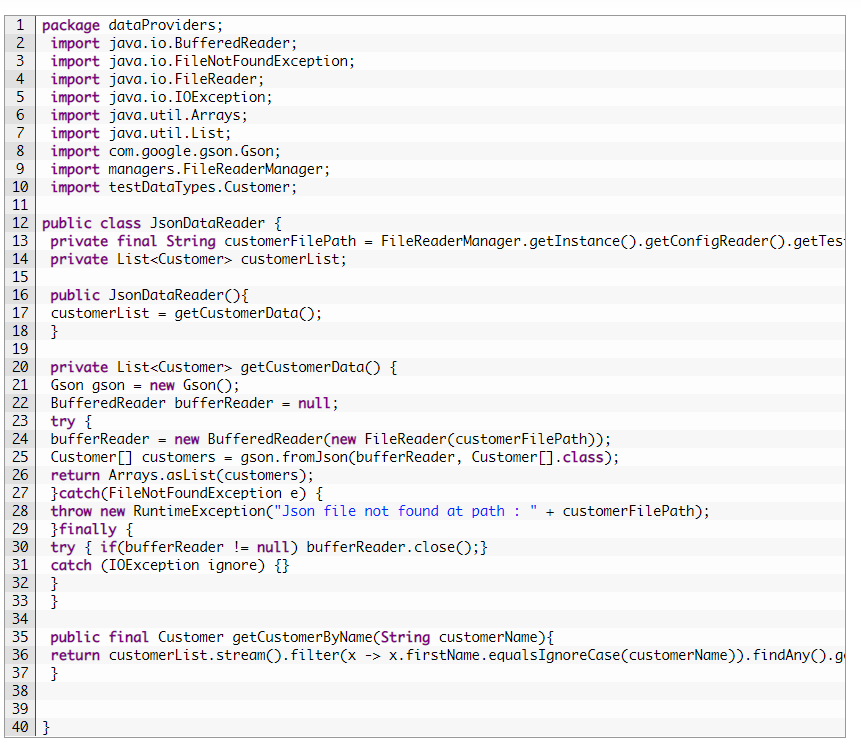 1 package dataProviders;
2 import java.io.BufferedReader;
3 import java.io.FileNotFoundException;
4 import java.io.FileReader;
5 import java.io.IOException;
6 import java.util.Arrays;
7 import java.util.List;
8 import com.google.gson.Gson;
9 import managers.FileReaderManager;
10 import testDataTypes.Customer;
11
12 public class JsonDataReader {
13 private final String customerFilePath = FileReaderManager.getInstance().getConfigReader().getTes
14 private List<Customer> customerList;
15
16 public JsonDataReader(){
17 customerList = getCustomerData();
18 }
19
20 private List<Customer> getCustomerData() {
21 Gson gson = new Gson();
22 BufferedReader bufferReader = null;
23 try {
24 bufferReader = new BufferedReader(new FileReader(customerFilePath));
25 Customer[] customers = gson.fromJson(bufferReader, Customer[].class);
26 return Arrays.asList(customers);
27 }catch(FileNotFoundException e) {
28 throw new RuntimeException("Json file not found at path : " + customerFilePath);
29 }finally {
30 try { if(bufferReader != null) bufferReader.close();}
31 catch (IOException ignore) {}
32 }
33 }
34
35 public final Customer getCustomerByName(String customerName){
36 return customerList.stream().filter(x -> x.firstName.equalsIgnoreCase(customerName)).findAny().g
37 }
38
39
40 }